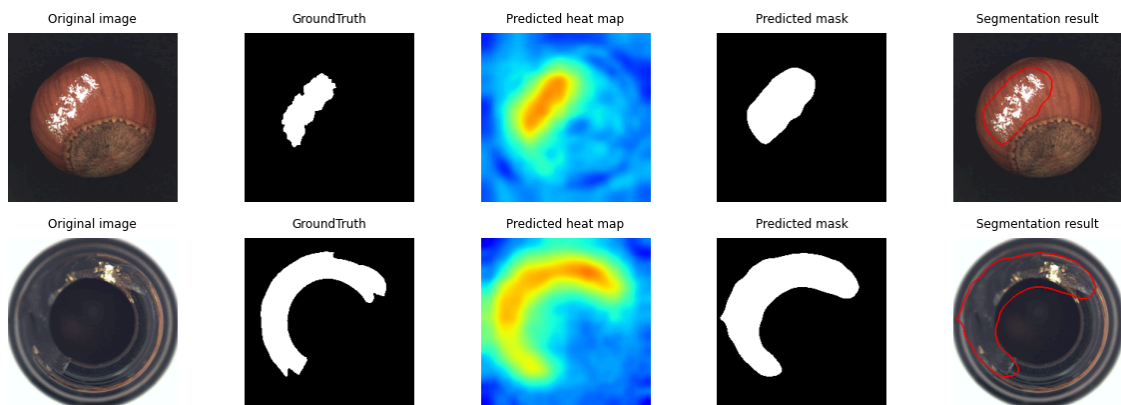 Original image
GroundTruth
Predicted heat map
Predicted mask
Segmentation result
Original image
GroundTruth
Predicted heat map
Predicted mask
Segmentation result